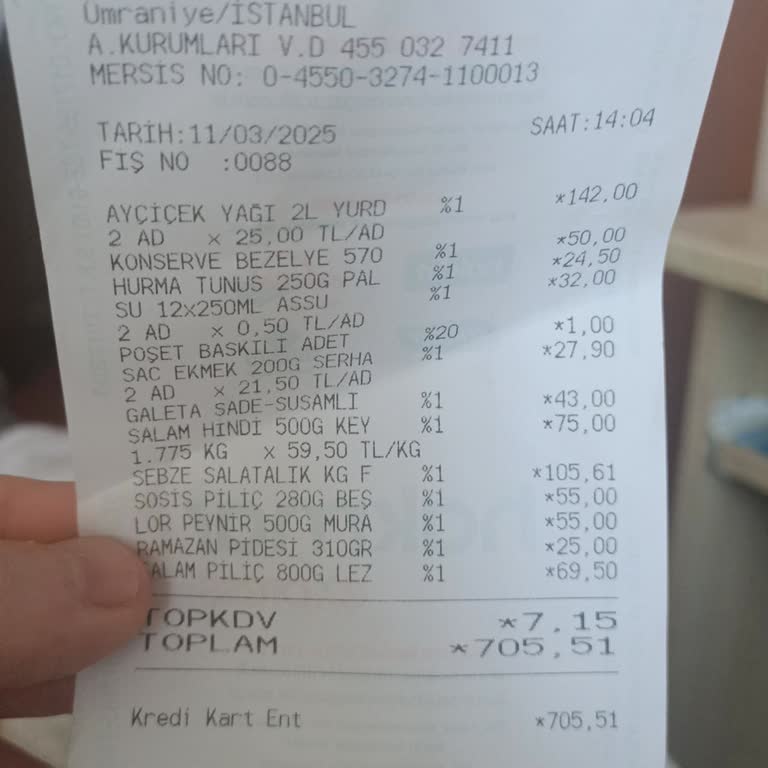 Ümraniye/İSTANBUL
A.KURUMLARI V.D 455 032 7411
MERSİS NO: 0-4550-3274-1100013
TARİH:11/03/2025 SAAT:14:04
FİŞ NO :0088
AYÇİÇEK YAĞI 2L YURD %1 *142,00
2 AD x 25,00 TL/AD
KONSERVE BEZELYE 570 %1 *50,00
HURMA TUNUS 250G PAL %1 *24,50
SU 12x250ML ASSU %1 *32,00
2 AD x 0,50 TL/AD
POŞET BASKILI ADET %20 *1,00
SAC EKMEK 200G SERHA %1 *27,90
2 AD x 21,50 TL/AD
GALETA SADE-SUSAMLI %1 *43,00
SALAM HİNDİ 500G KEY %1 *75,00
1.775 KG x 59,50 TL/KG
SEBZE SALATALIK KG F %1 *105,61
SOSİS PİLİÇ 280G BEŞ %1 *55,00
LOR PEYNİR 500G MURA %1 *55,00
RAMAZAN PİDESİ 310GR %1 *25,00
ALAM PİLİÇ 800G LEZ %1 *69,50
TOPKDV *7,15
TOPLAM *705,51
Kredi Kart Ent *705,51